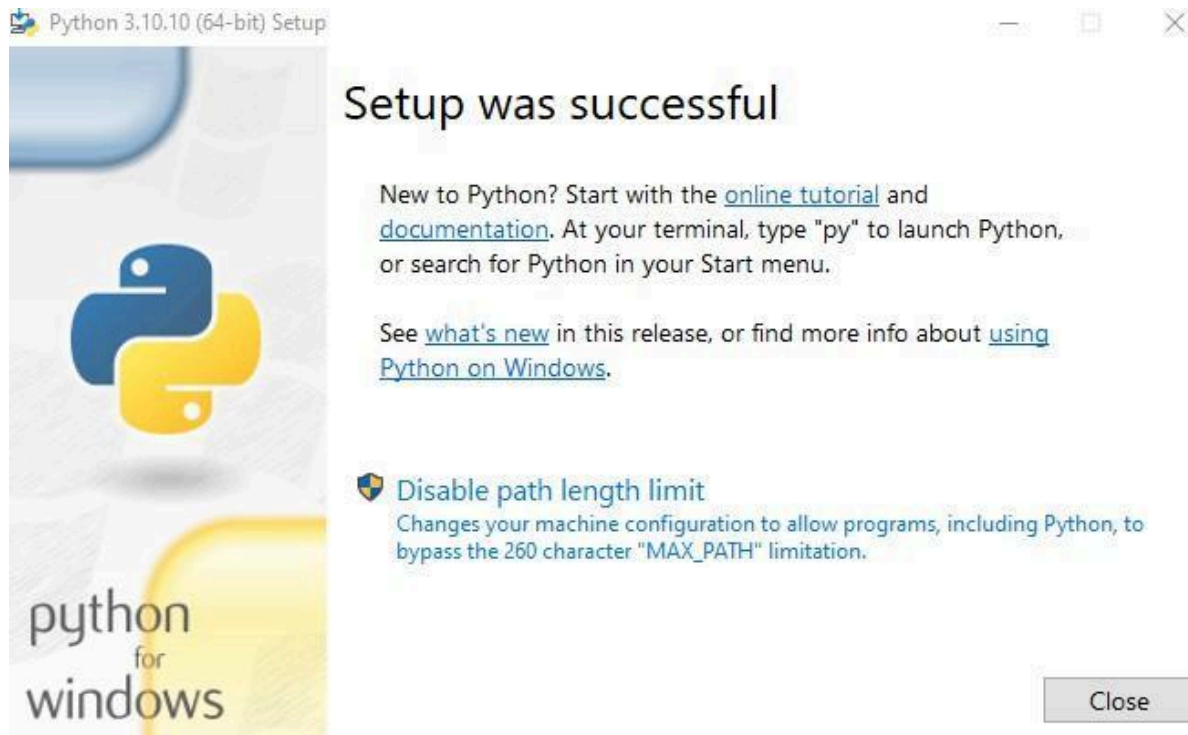 Python 3.10.10 (64-bit) Setup
Setup was successful
New to Python? Start with the online tutorial and
documentation. At your terminal, type "py" to launch Python,
or search for Python in your Start menu.
See what's new in this release, or find more info about using
Python on Windows.
Disable path length limit
Changes your machine configuration to allow programs, including Python, to
bypass the 260 character "MAX_PATH" limitation.
python
for
windows
Close